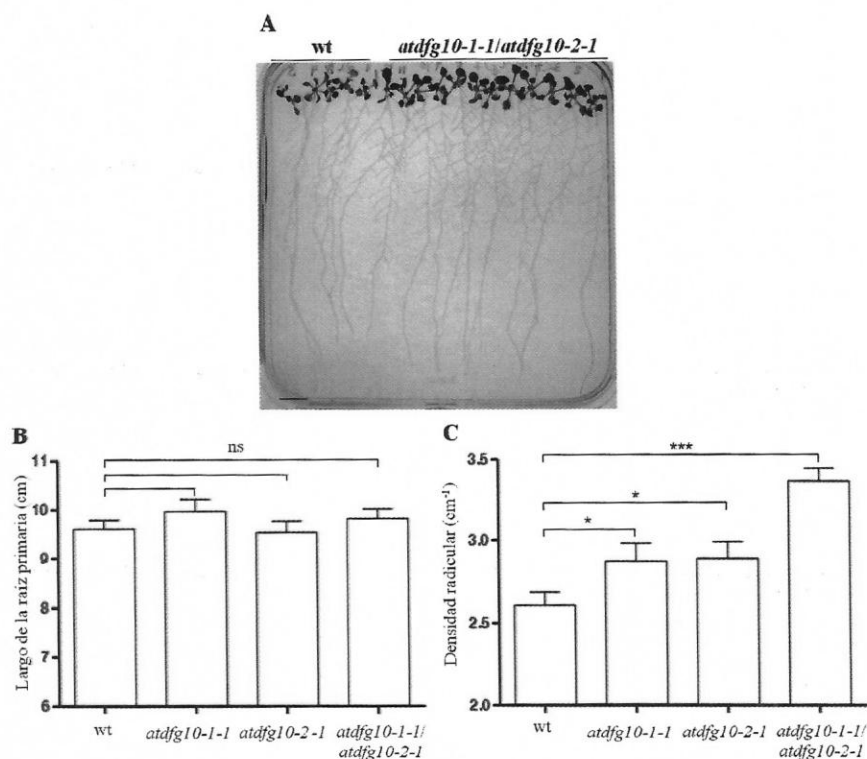 A
wt
atdfg10-1-1/atdfg10-2-1
B
ns
Largo de la raíz primaria (cm)
11
10
9
8
7
6
wt
atdfg10-1-1
atdfg10-2-1
atdfg10-1-1/
atdfg10-2-1
C
***
*
*
Densidad radicular (cm⁻¹)
3.5
3.0
2.5
2.0
wt
atdfg10-1-1
atdfg10-2-1
atdfg10-1-1/
atdfg10-2-1